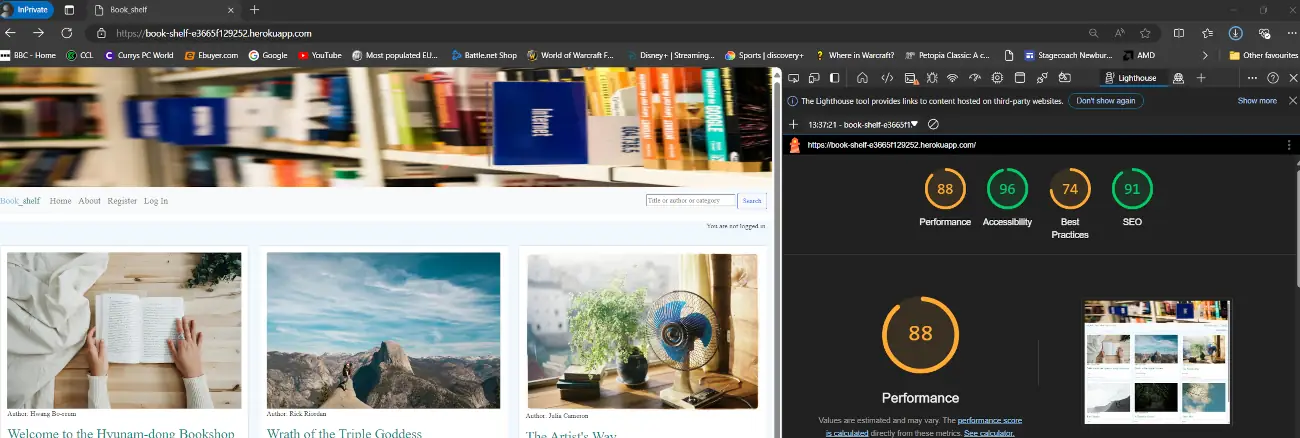 InPrivate
Book_shelf
https://book-shelf-e3665f129252.herokuapp.com
BBC - Home
CCL
Currys PC World
Ebuyer.com
YouTube
Most populated EU...
Battle.net Shop
World of Warcraft F...
Disney+ | Streaming...
Sports | discovery+
Where in Warcraft?
Petopia Classic: A c...
Stagecoach Newbur...
AMD
Other favourites
Internet
GOOGLE
Book_shelf Home About Register Log In
Title or author or category
Search
You are not logged in
Author: Hwang Bo-reum
Author: Rick Riordan
Author: Julia Cameron
Welcome to the Hyunam-dong Bookshop
Wrath of the Triple Goddess
The Artist's Way
Lighthouse
The Lighthouse tool provides links to content hosted on third-party websites.
Don't show again
Show more
13:37:21 - book-shelf-e3665f1
https://book-shelf-e3665f129252.herokuapp.com/
88
96
74
91
Performance
Accessibility
Best
Practices
SEO
88
Performance
Values are estimated and may vary. The performance score
is calculated directly from these metrics. See calculator.